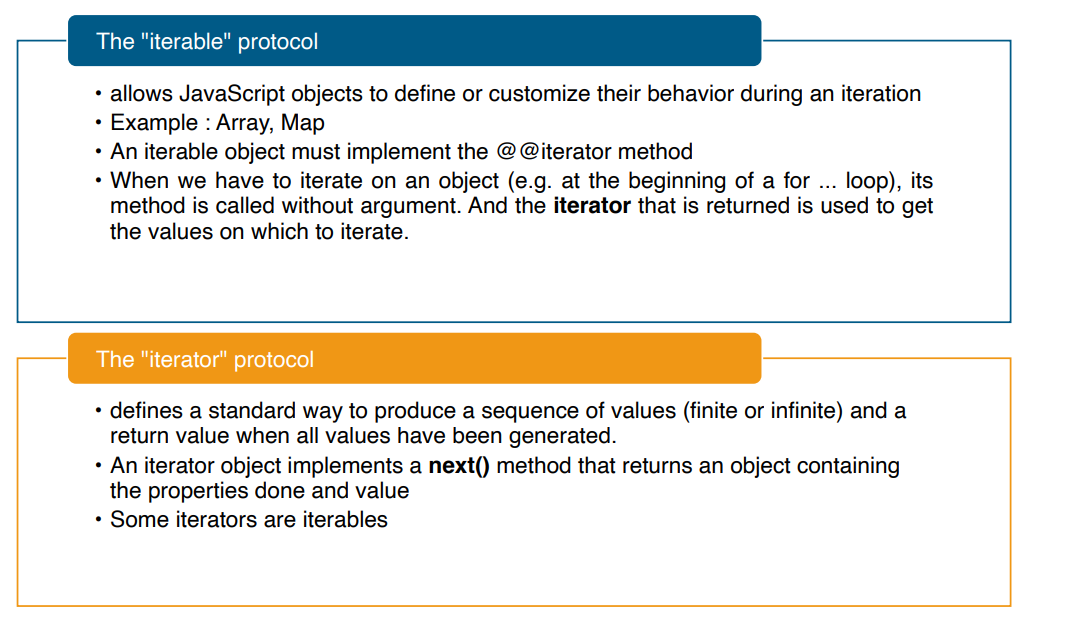 The "iterable" protocol
• allows JavaScript objects to define or customize their behavior during an iteration
• Example : Array, Map
• An iterable object must implement the @@iterator method
• When we have to iterate on an object (e.g. at the beginning of a for ... loop), its
method is called without argument. And the iterator that is returned is used to get
the values on which to iterate.
The "iterator" protocol
• defines a standard way to produce a sequence of values (finite or infinite) and a
return value when all values have been generated.
• An iterator object implements a next() method that returns an object containing
the properties done and value
• Some iterators are iterables